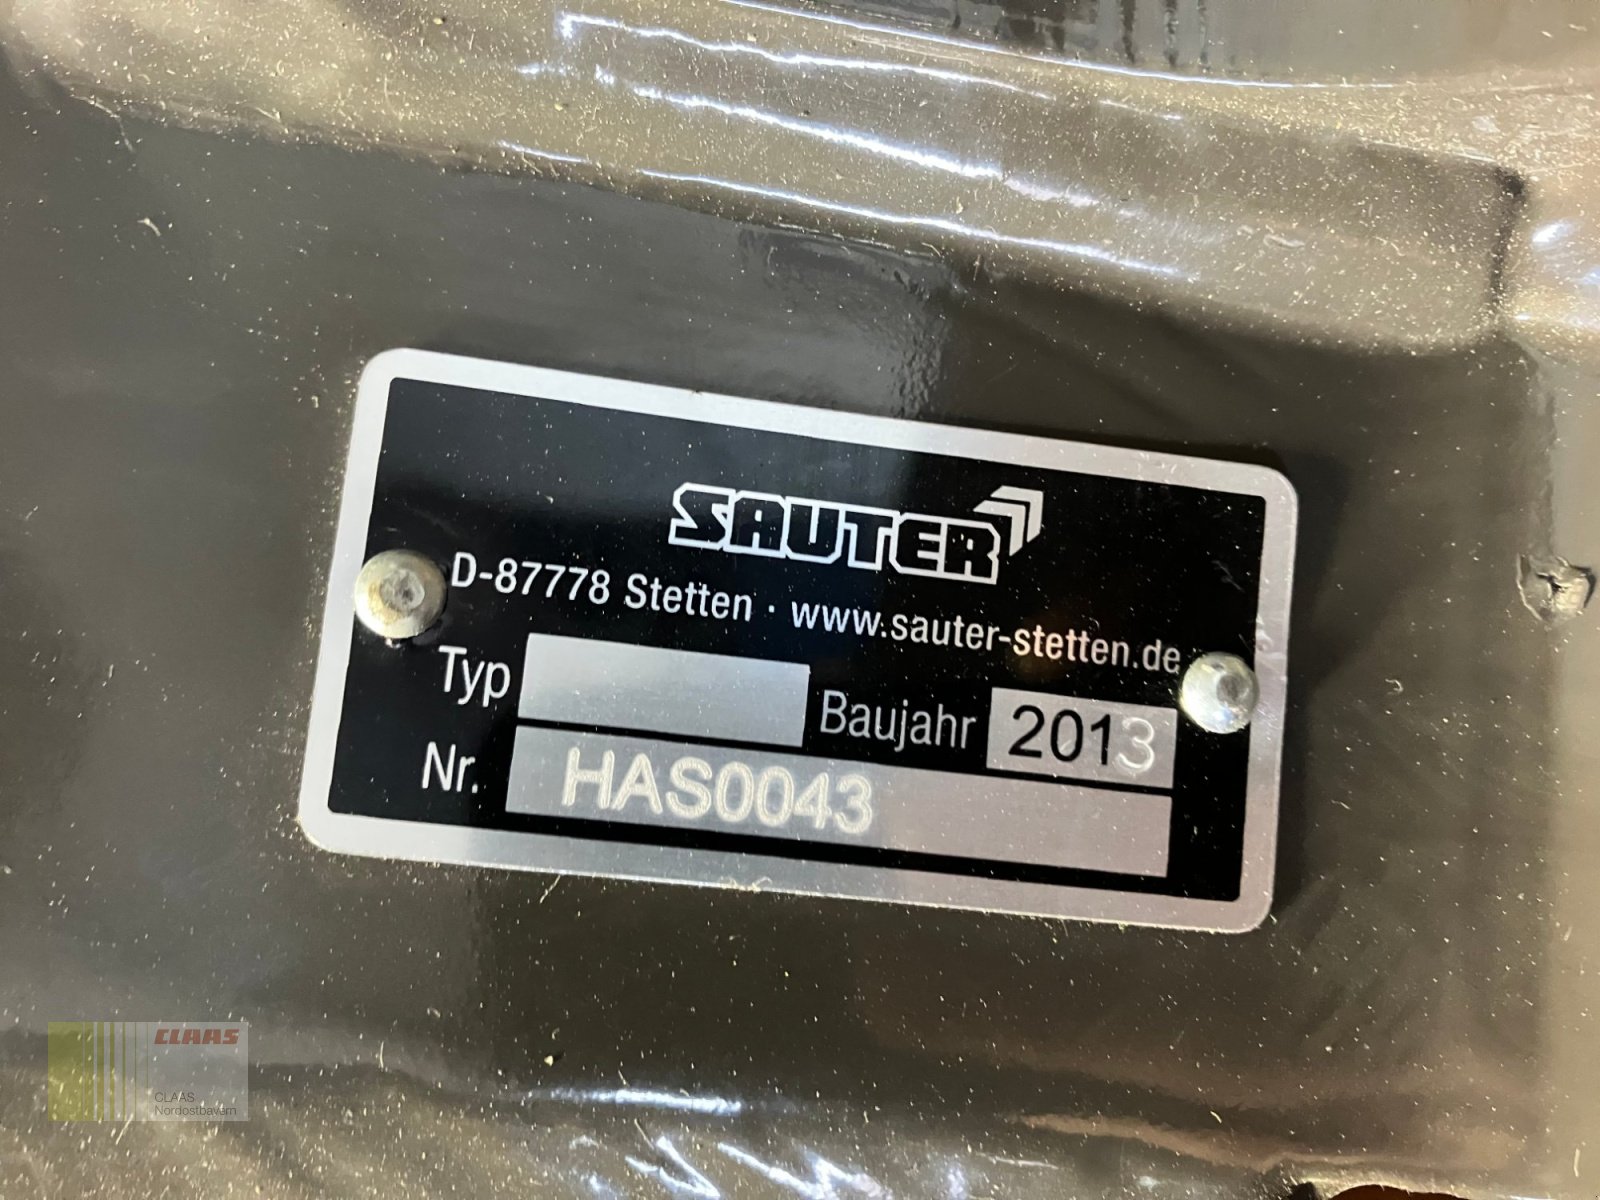 SAUTER
D-87778 Stetten · www.sauter-stetten.de
Typ
Baujahr 2013
Nr. HAS0043
CLAAS
CLAAS
Nordostbayern